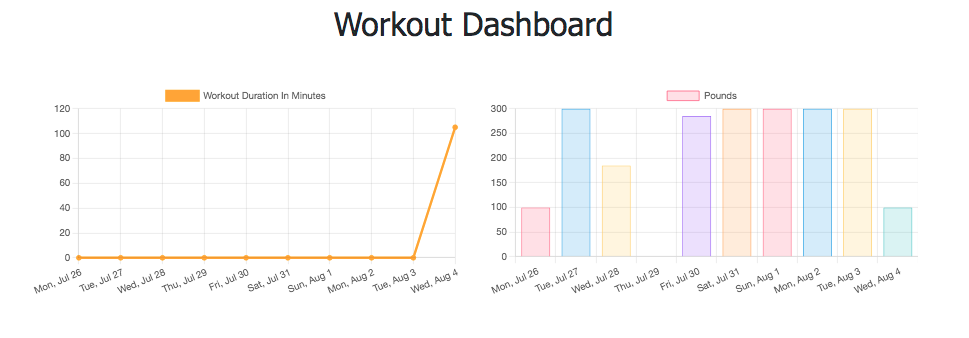 Workout Dashboard
Workout Duration In Minutes
120
100
80
60
40
20
0
Mon, Jul 26
Tue, Jul 27
Wed, Jul 28
Thu, Jul 29
Fri, Jul 30
Sat, Jul 31
Sun, Aug 1
Mon, Aug 2
Tue, Aug 3
Wed, Aug 4
Pounds
300
250
200
150
100
50
0
Mon, Jul 26
Tue, Jul 27
Wed, Jul 28
Thu, Jul 29
Fri, Jul 30
Sat, Jul 31
Sun, Aug 1
Mon, Aug 2
Tue, Aug 3
Wed, Aug 4